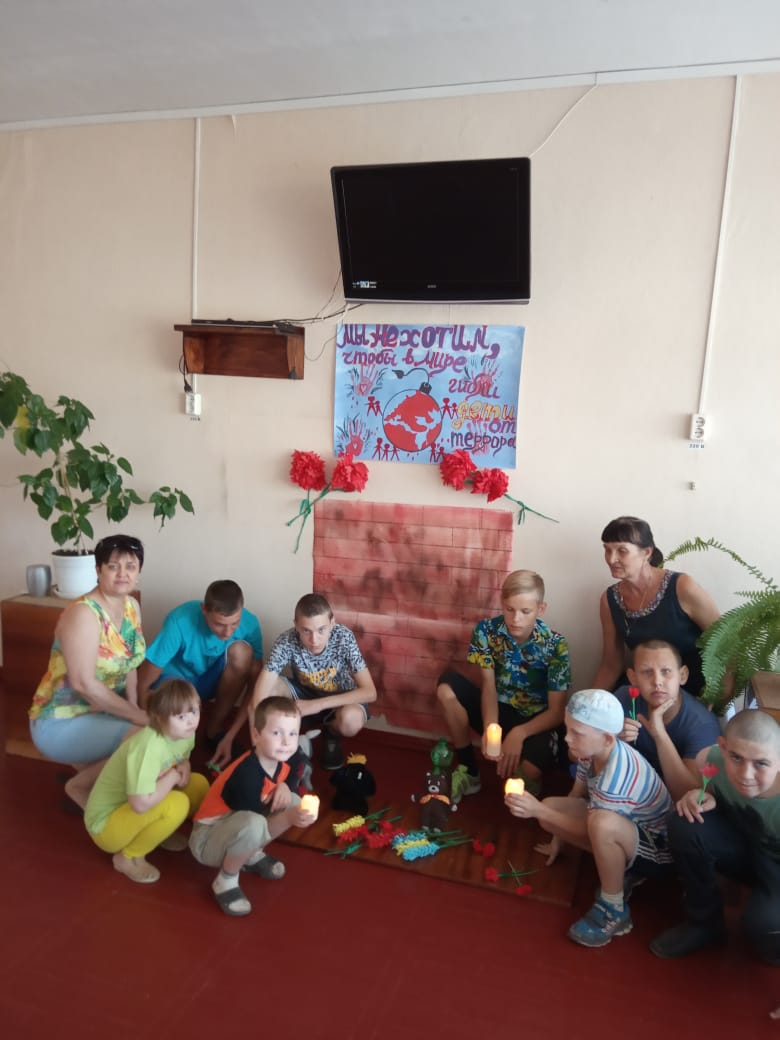 мы не хотим,
чтобы в мире
гибли
дети
от
террора